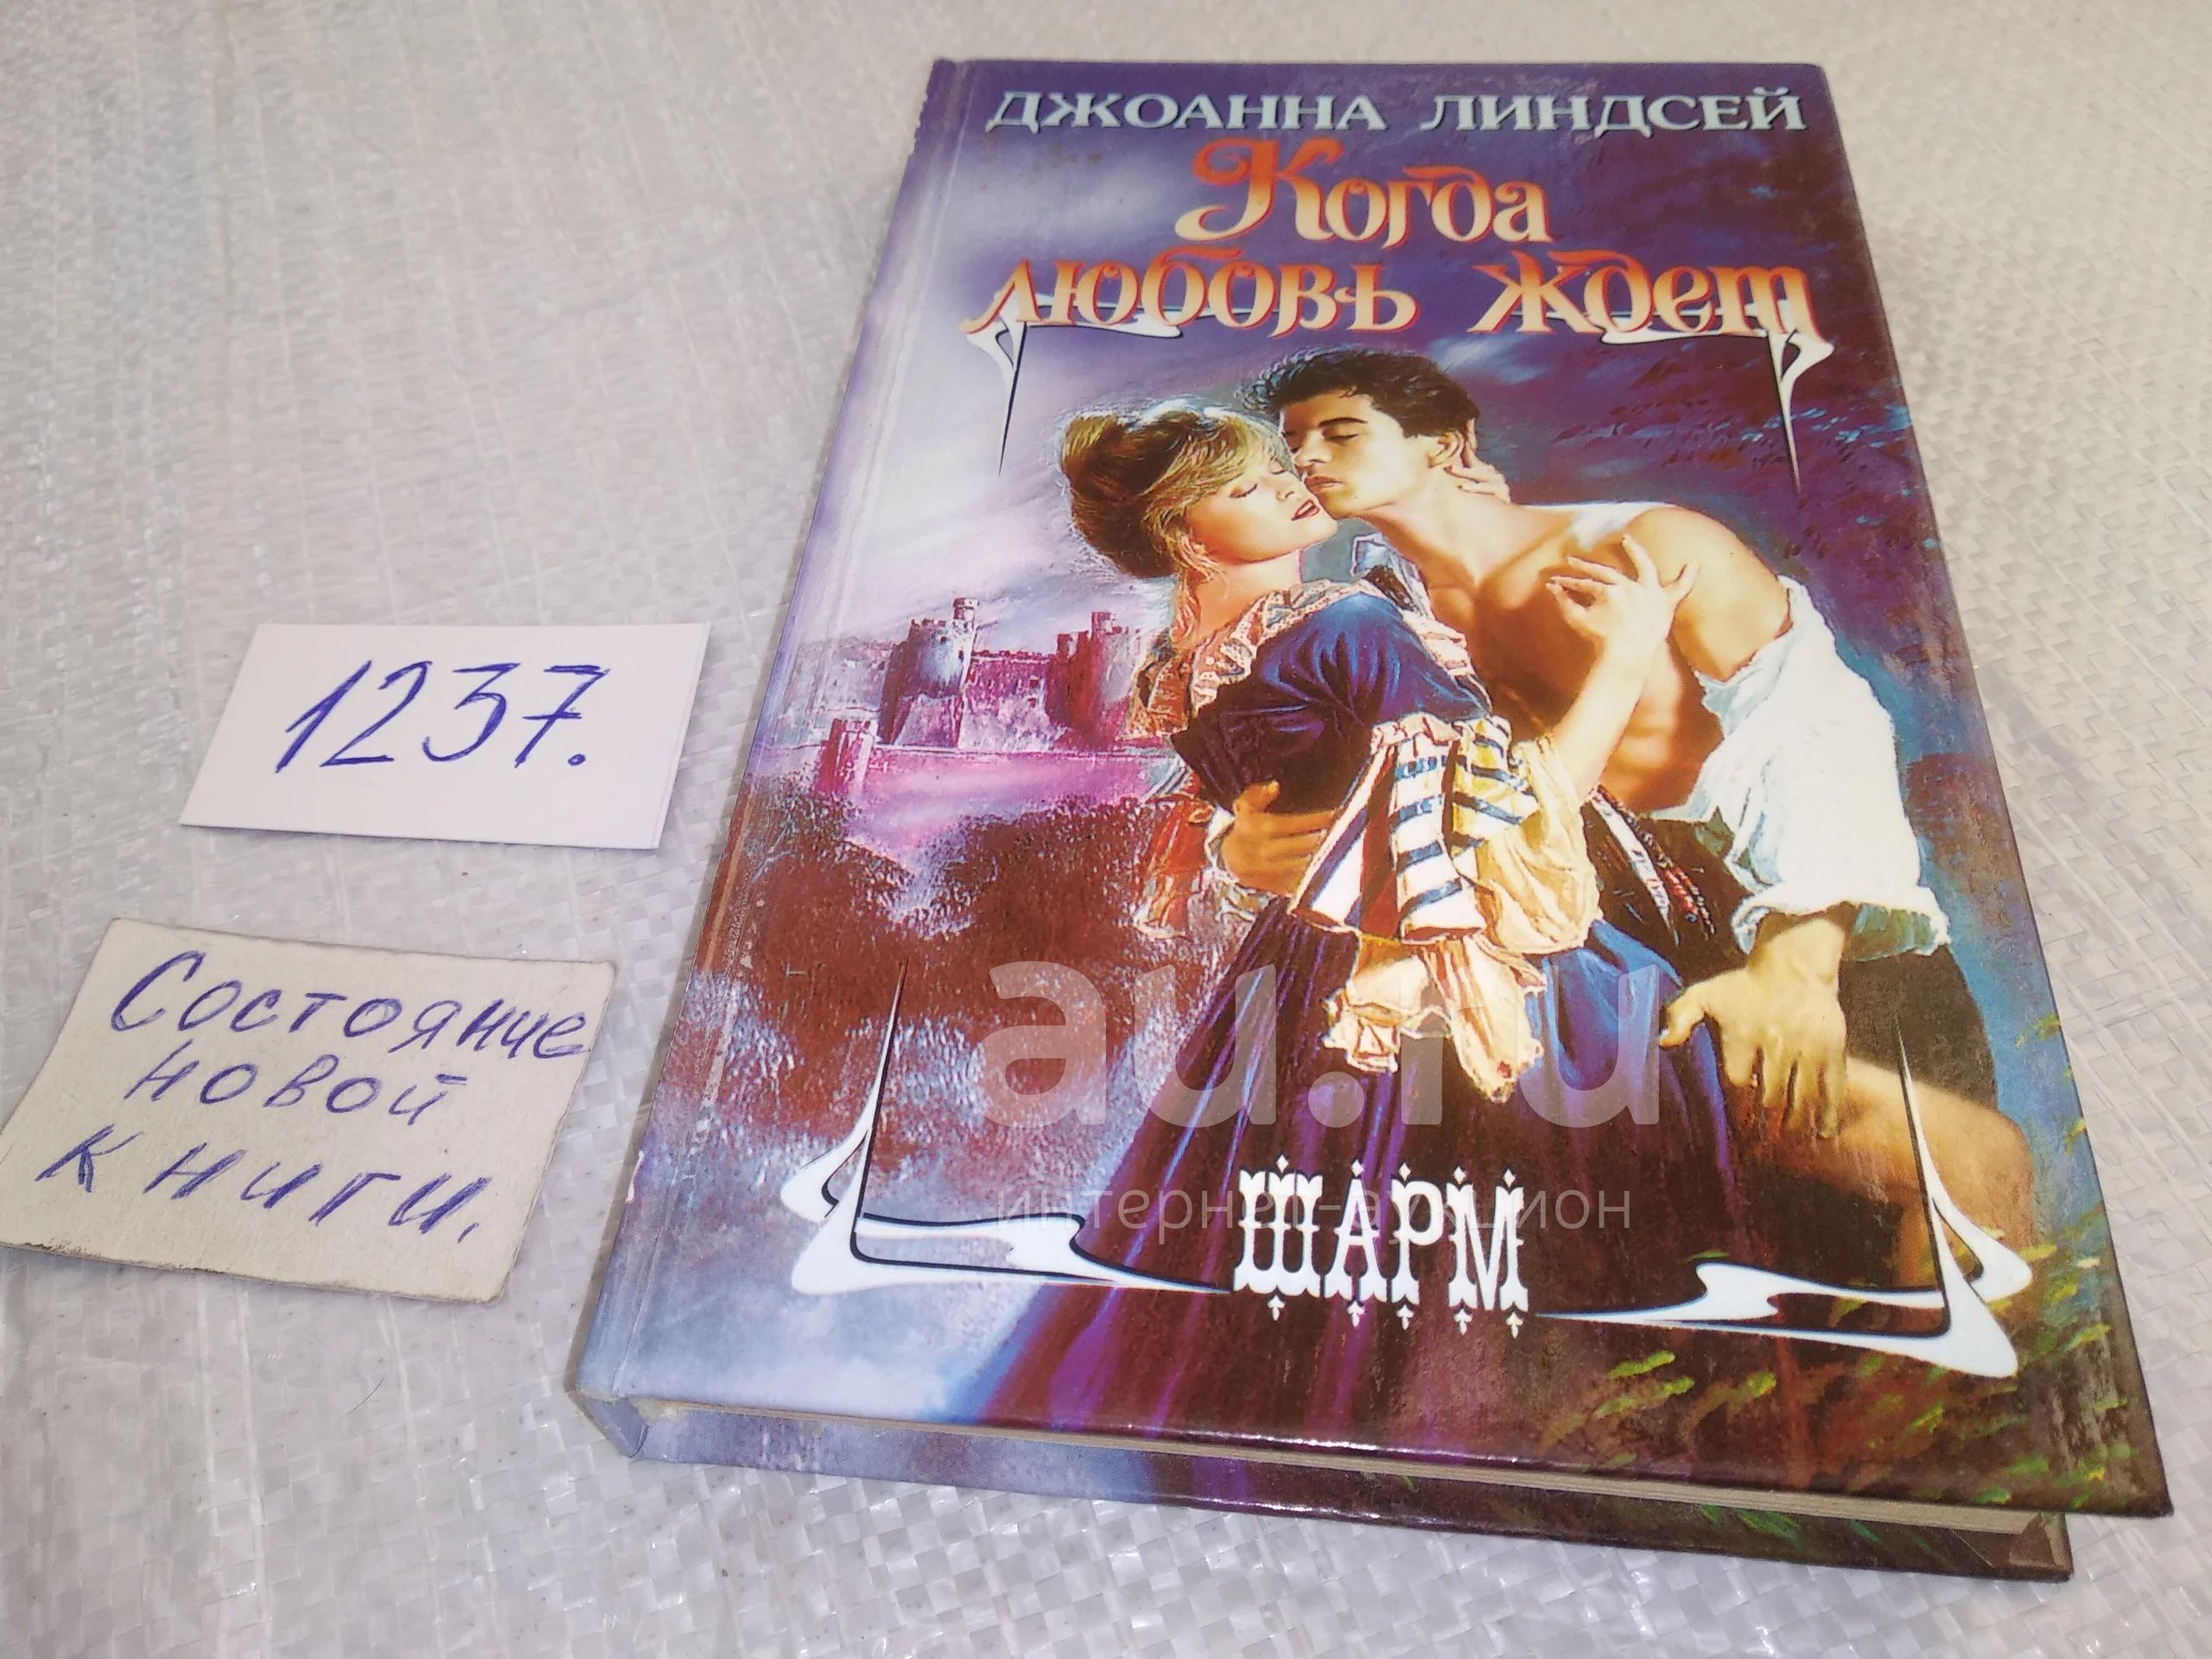 ДЖОАННА ЛИНДСЕЙ
Когда
любовь ждет
1237.
Состояние
новой
книги.
au.ru
интернет-аукцион
ШАРМ